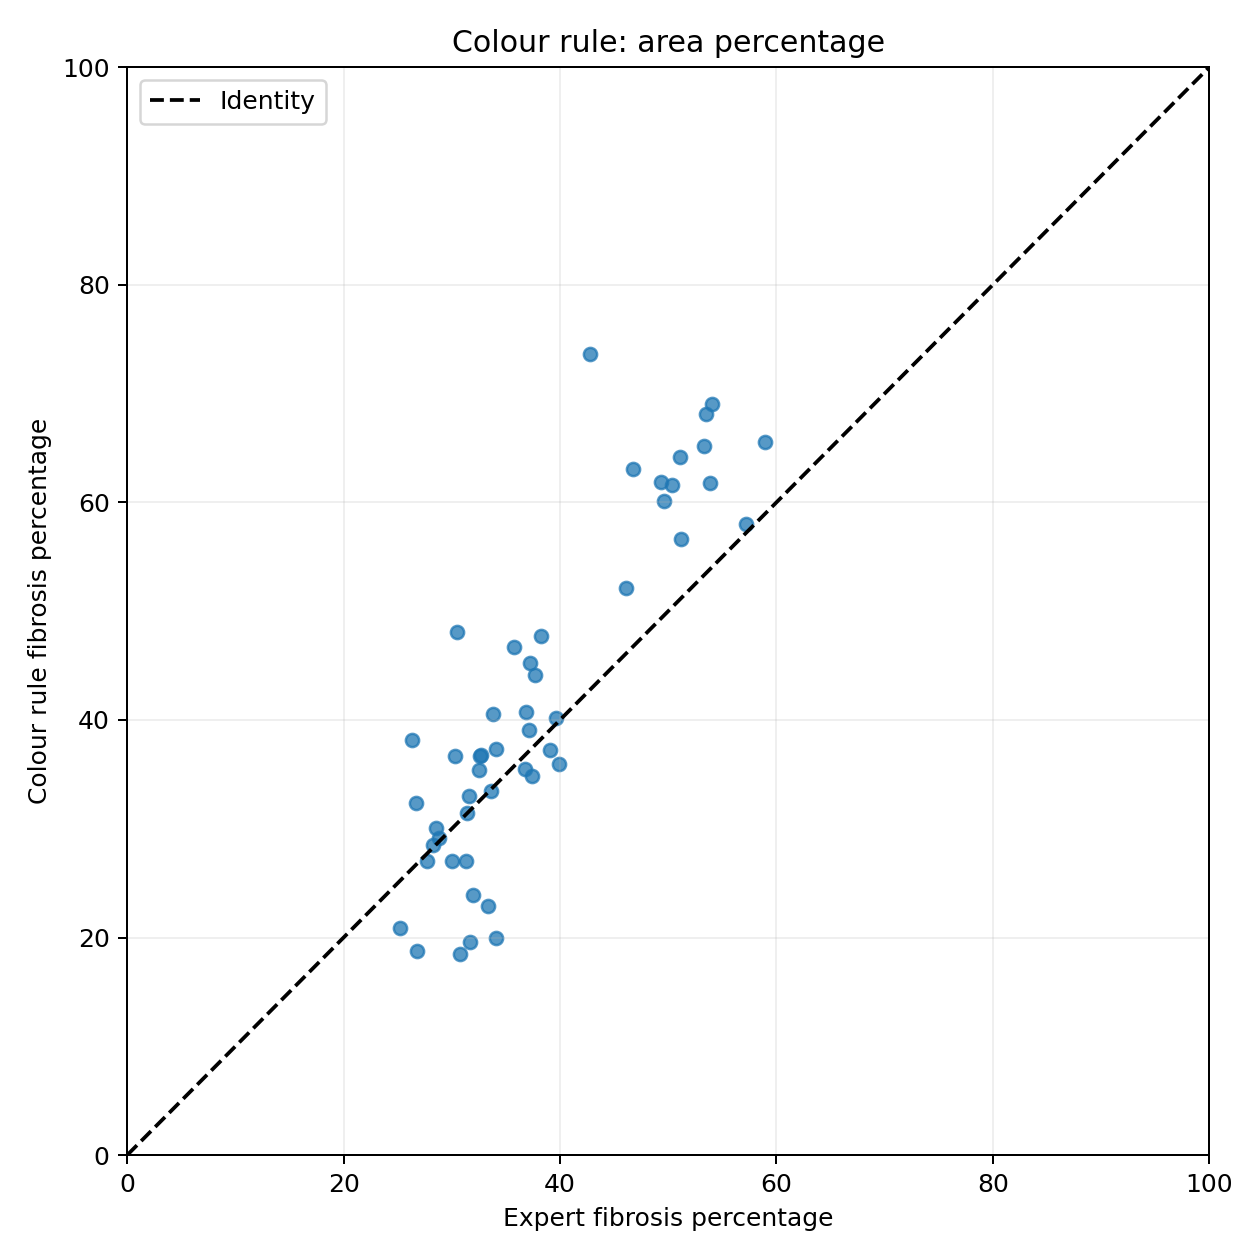 Colour rule: area percentage
Identity
100
80
60
40
20
0
Colour rule fibrosis percentage
0 20 40 60 80 100
Expert fibrosis percentage